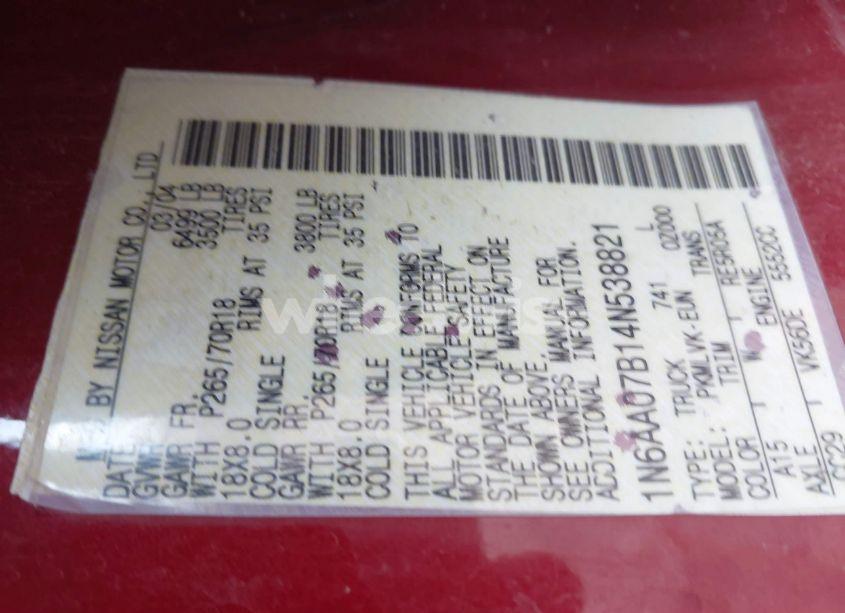 BY NISSAN MOTOR CO., LTD
DATE 03/04
GVWR 6499 LB
GAWR FR. 3500 LB
WITH P265/70R18 TIRES
18X8.0 RIMS AT 35 PSI
COLD SINGLE
GAWR RR. 3800 LB
WITH P265/70R18 TIRES
18X8.0 RIMS AT 35 PSI
COLD SINGLE
THIS VEHICLE CONFORMS TO
ALL APPLICABLE FEDERAL
MOTOR VEHICLE SAFETY
STANDARDS IN EFFECT ON
THE DATE OF MANUFACTURE
SHOWN ABOVE.
SEE OWNERS MANUAL FOR
ADDITIONAL INFORMATION.
1N6AA07B14N538821
TYPE: TRUCK 741 L
MODEL: PKMLVK-EUN 0Z000
COLOR TRIM TRANS
A15 W RE5R05A
AXLE ENGINE
CC29 VK56DE 5552CC